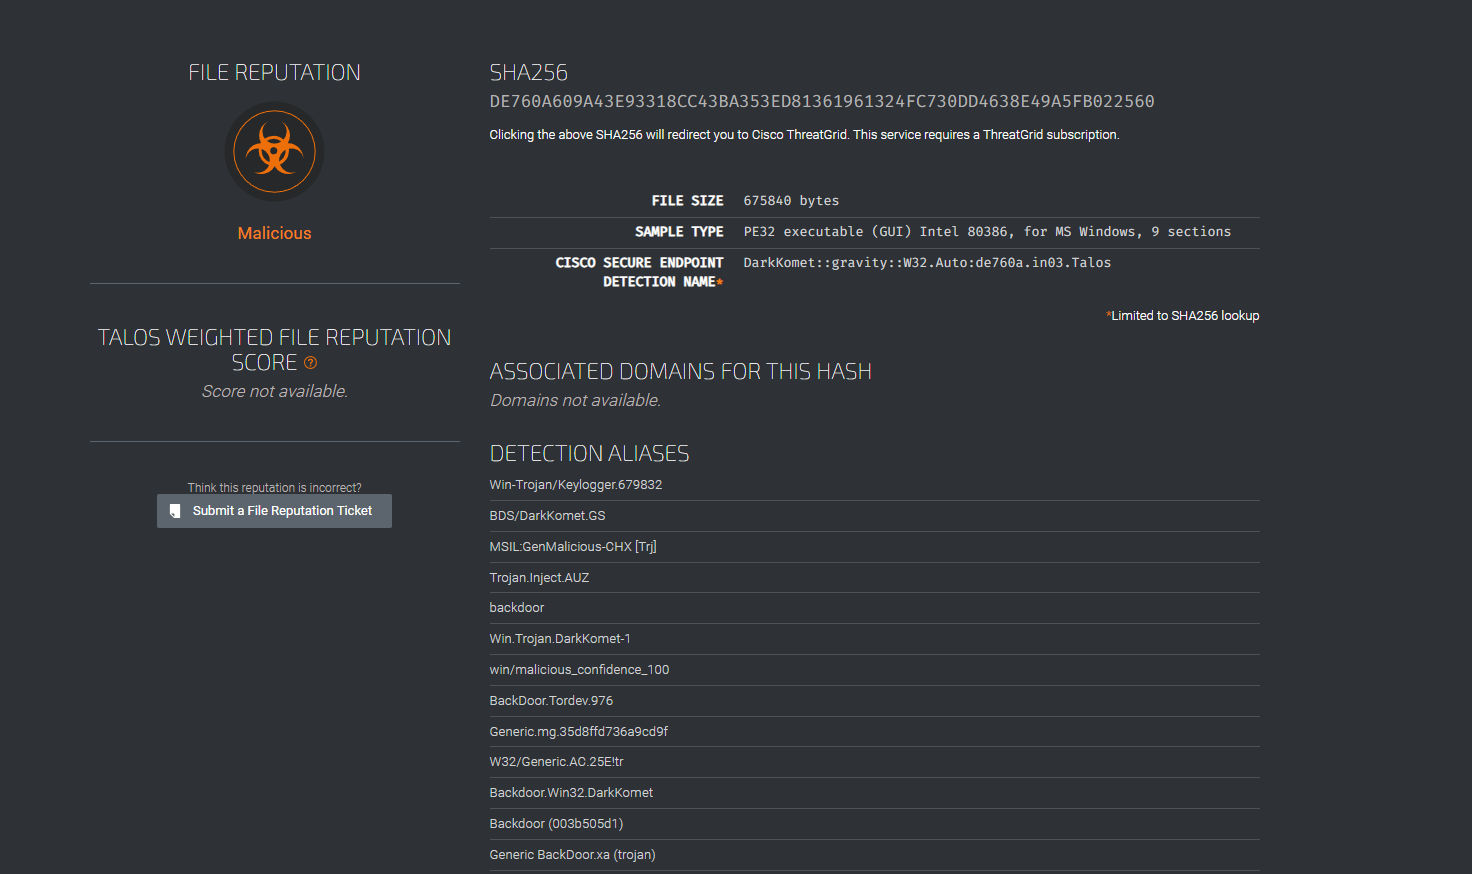 FILE REPUTATION
Malicious
TALOS WEIGHTED FILE REPUTATION
SCORE ?
Score not available.
Think this reputation is incorrect?
Submit a File Reputation Ticket
SHA256
DE760A609A43E93318CC43BA353ED81361961324FC730DD4638E49A5FB022560
Clicking the above SHA256 will redirect you to Cisco ThreatGrid. This service requires a ThreatGrid subscription.
FILE SIZE 675840 bytes
SAMPLE TYPE PE32 executable (GUI) Intel 80386, for MS Windows, 9 sections
CISCO SECURE ENDPOINT DarkKomet::gravity::W32.Auto:de760a.in03.Talos
DETECTION NAME*
*Limited to SHA256 lookup
ASSOCIATED DOMAINS FOR THIS HASH
Domains not available.
DETECTION ALIASES
Win-Trojan/Keylogger.679832
BDS/DarkKomet.GS
MSIL:GenMalicious-CHX [Trj]
Trojan.Inject.AUZ
backdoor
Win.Trojan.DarkKomet-1
win/malicious_confidence_100
BackDoor.Tordev.976
Generic.mg.35d8ffd736a9cd9f
W32/Generic.AC.25E!tr
Backdoor.Win32.DarkKomet
Backdoor (003b505d1)
Generic BackDoor.xa (trojan)